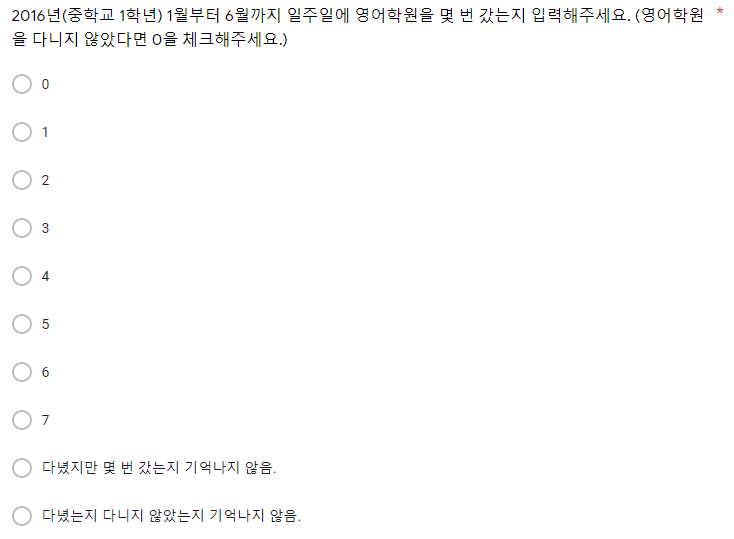 2016년(중학교 1학년) 1월부터 6월까지 일주일에 영어학원을 몇 번 갔는지 입력해주세요. (영어학원 *
을 다니지 않았다면 0을 체크해주세요.)
0
1
2
3
4
5
6
7
다녔지만 몇 번 갔는지 기억나지 않음.
다녔는지 다니지 않았는지 기억나지 않음.